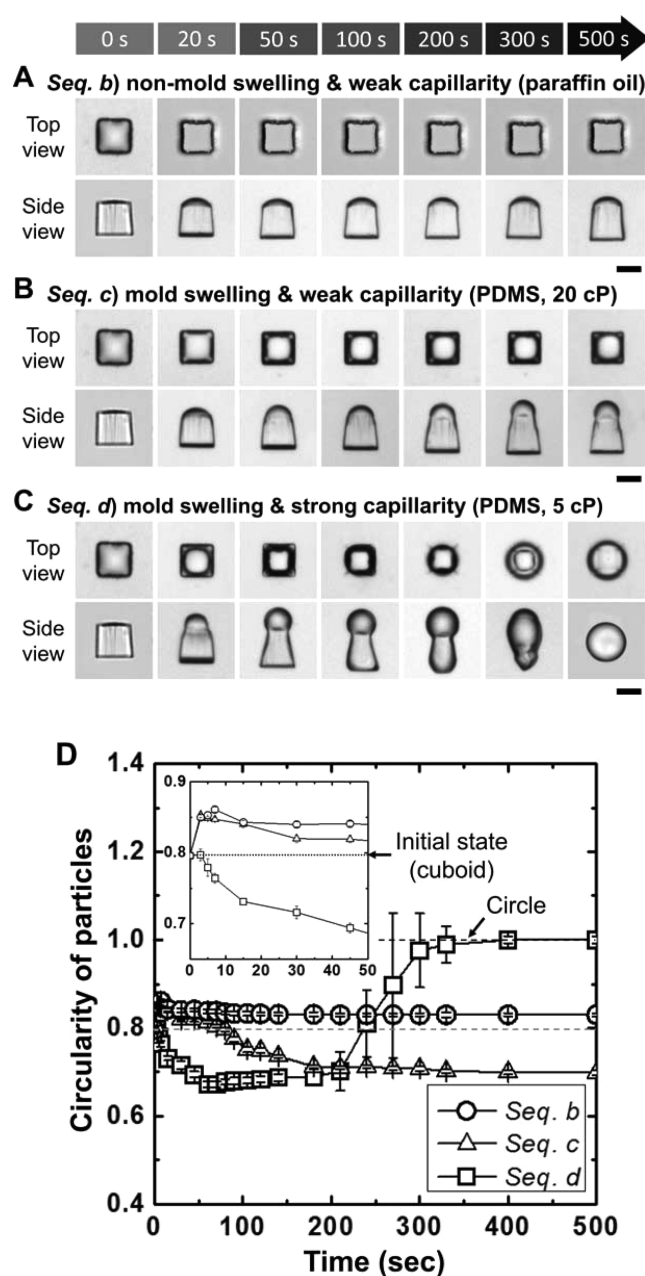 0 s 20 s 50 s 100 s 200 s 300 s 500 s
A Seq. b) non-mold swelling & weak capillarity (paraffin oil)
Top
view
Side
view
B Seq. c) mold swelling & weak capillarity (PDMS, 20 cP)
Top
view
Side
view
C Seq. d) mold swelling & strong capillarity (PDMS, 5 cP)
Top
view
Side
view
D
Circularity of particles
1.4
1.2
1.0
0.8
0.6
0.4
0.9
0.8
0.7
0 10 20 30 40 50
Initial state
(cuboid)
Circle
Seq. b
Seq. c
Seq. d
0 100 200 300 400 500
Time (sec)